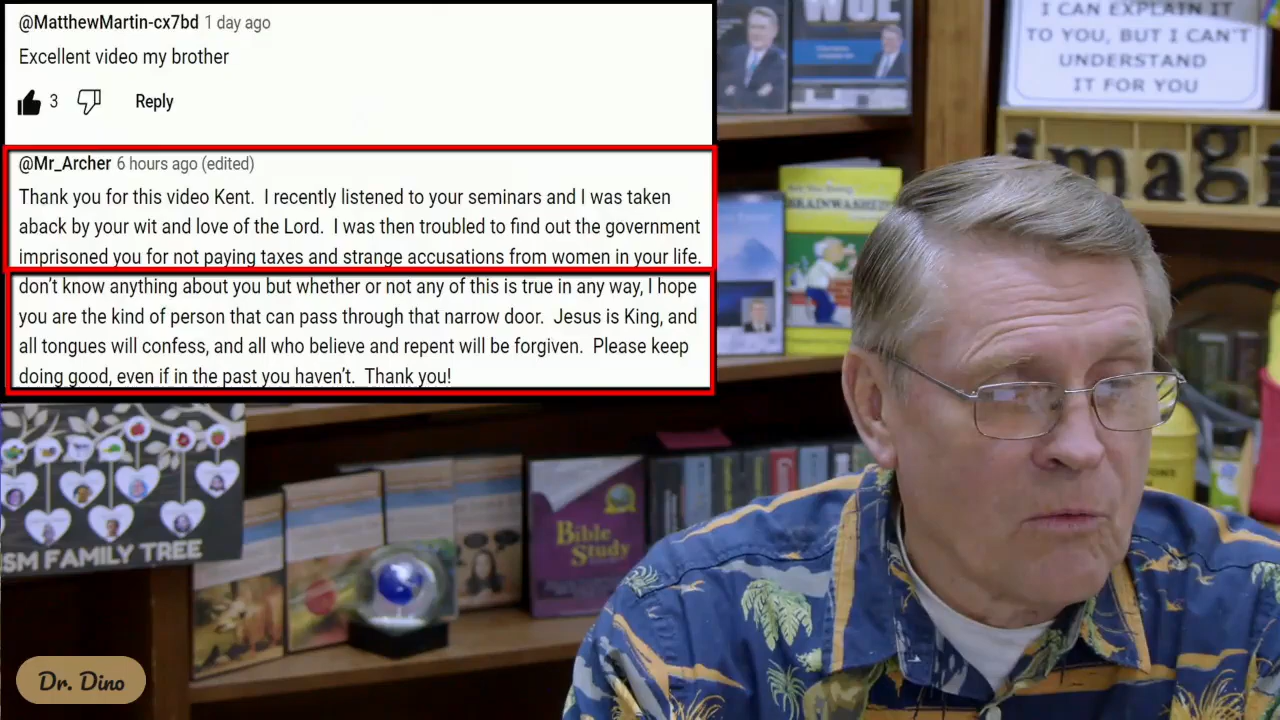 @MatthewMartin-cx7bd 1 day ago
Excellent video my brother
3
Reply
@Mr_Archer 6 hours ago (edited)
Thank you for this video Kent. I recently listened to your seminars and I was taken
aback by your wit and love of the Lord. I was then troubled to find out the government
imprisoned you for not paying taxes and strange accusations from women in your life.
don't know anything about you but whether or not any of this is true in any way, I hope
you are the kind of person that can pass through that narrow door. Jesus is King, and
all tongues will confess, and all who believe and repent will be forgiven. Please keep
doing good, even if in the past you haven't. Thank you!
I CAN EXPLAIN IT
TO YOU, BUT I CAN'T
UNDERSTAND
IT FOR YOU
imagi
BRAINWASHED
Bible
Study
SM FAMILY TREE
Dr. Dino